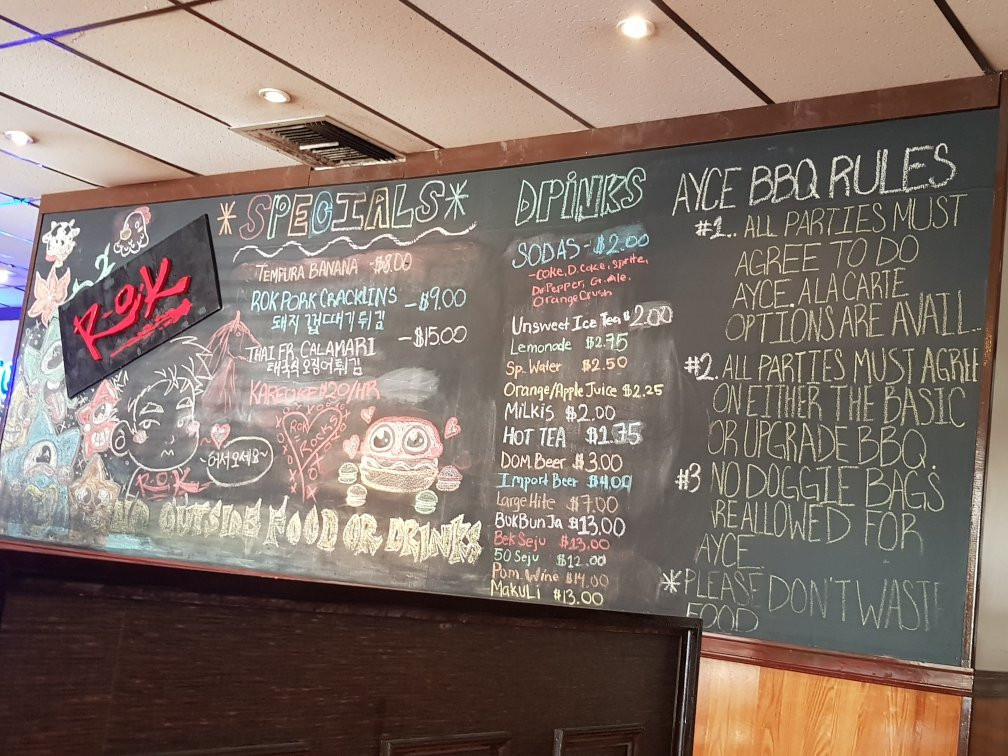 R.O.K
*SPECIALS*
TEMPURA BANANA -$8.00
ROK PORK CRACKLINS -$9.00
돼지 껍데기 튀김
THAI FR. CALAMARI -$15.00
태국식 오징어 튀김
KAREOKE $20/HR
ROK
ROCKS
~어서오세요~
R.O.K
NO OUTSIDE FOOD OR DRINKS
DRINKS
SODAS - $2.00
-Coke, D. Coke, Sprite,
Dr Pepper, G. Ale,
Orange Crush
Unsweet Ice Tea $2.00
Lemonade $2.75
Sp. Water $2.50
Orange/Apple Juice $2.25
Milkis $2.00
HOT TEA $1.75
Dom. Beer $3.00
Import Beer $4.00
Large Hite $7.00
BokBunJa $13.00
Bek Seju $13.00
50 Seju $12.00
Pom. Wine $14.00
Makuli $13.00
AYCE BBQ RULES
#1.. ALL PARTIES MUST
AGREE TO DO
AYCE. A LA CARTE
OPTIONS ARE AVAIL..
#2. ALL PARTIES MUST AGREE
ON EITHER THE BASIC
OR UPGRADE BBQ.
#3 NO DOGGIE BAGS
ARE ALLOWED FOR
AYCE.
*PLEASE DON'T WASTE
FOOD